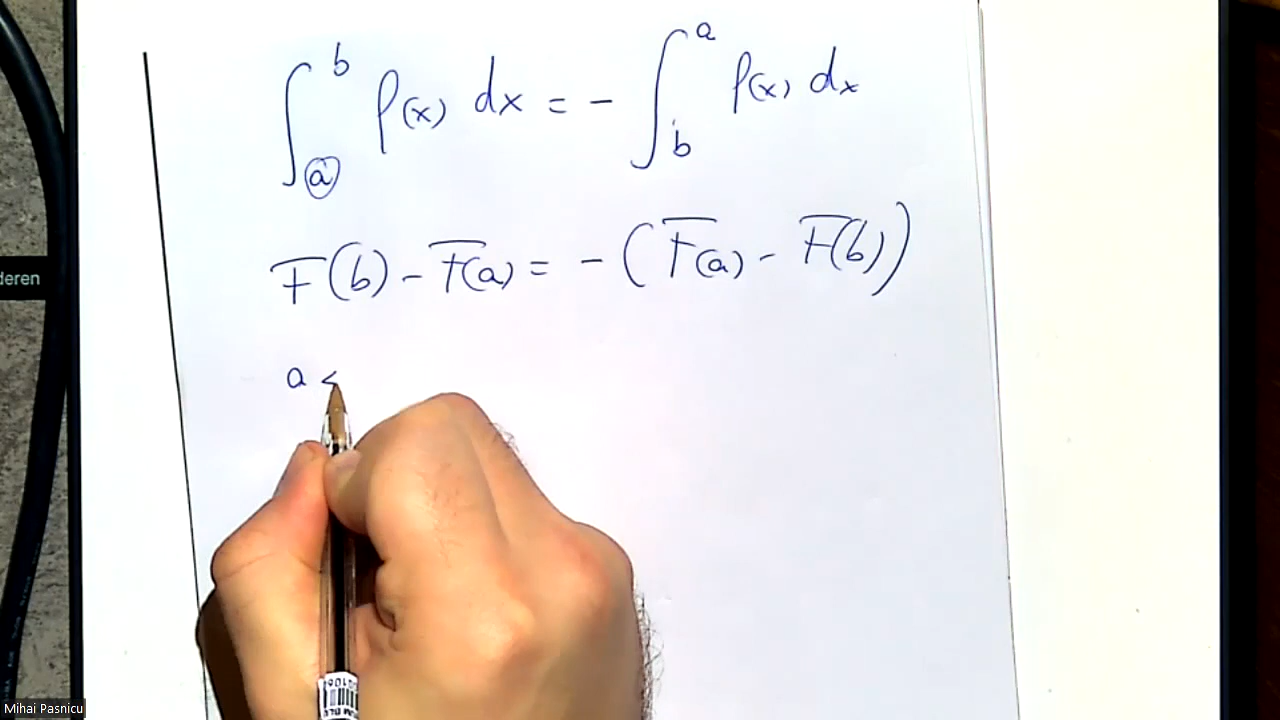 ∫_a^b f(x) dx = - ∫_b^a f(x) dx
F(b) - F(a) = - (F(a) - F(b))
a <
deren
Mihai Pasnicu